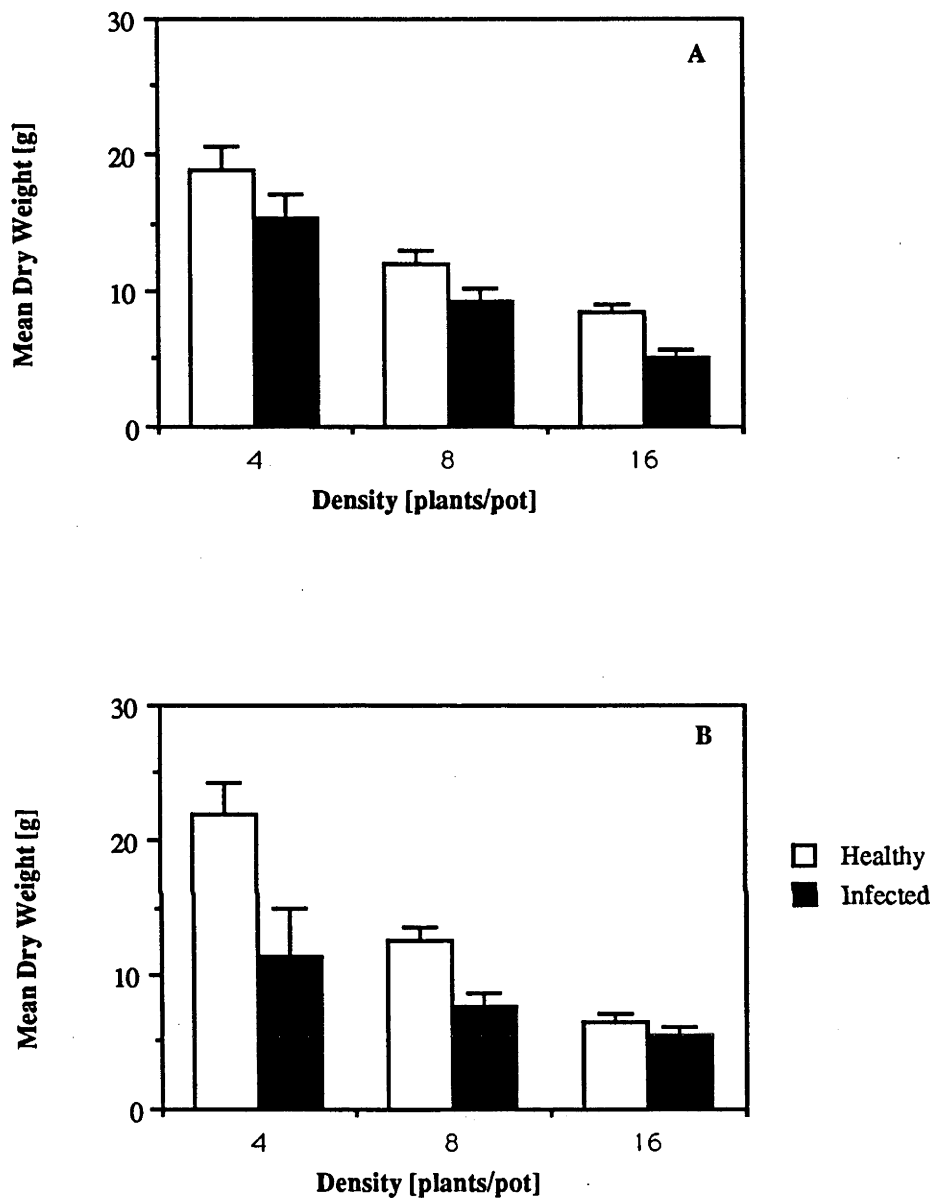 30
A
20
10
0
Mean Dry Weight [g]
4 8 16
Density [plants/pot]
30
B
20
10
0
Mean Dry Weight [g]
Healthy
Infected
4 8 16
Density [plants/pot]